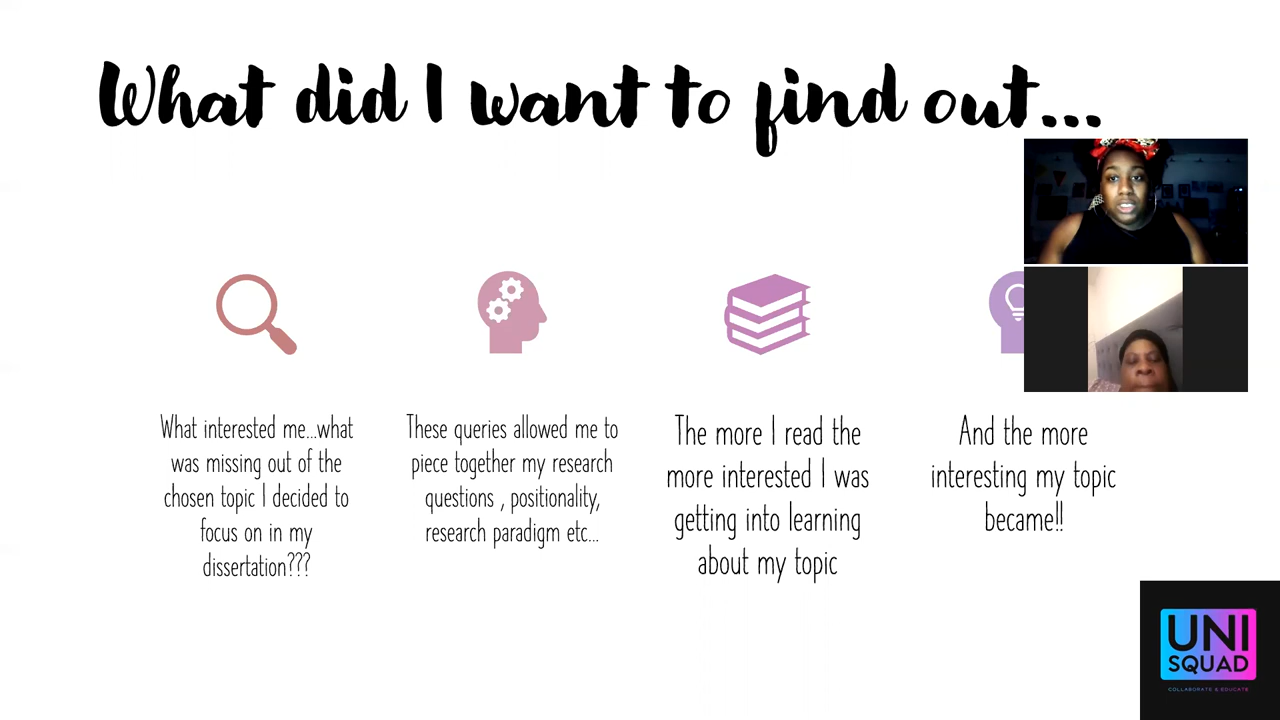 What did I want to find out...
What interested me...what
was missing out of the
chosen topic I decided to
focus on in my
dissertation???
These queries allowed me to
piece together my research
questions , positionality,
research paradigm etc...
The more I read the
more interested I was
getting into learning
about my topic
And the more
interesting my topic
became!!
UNI
SQUAD
COLLABORATE & EDUCATE